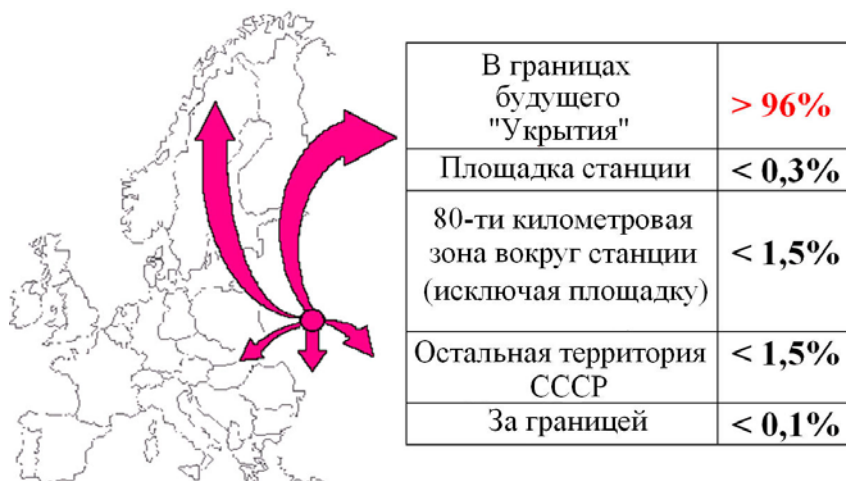 В границах
будущего
"Укрытия"
> 96%
Площадка станции
< 0,3%
80-ти километровая
зона вокруг станции
(исключая площадку)
< 1,5%
Остальная территория
СССР
< 1,5%
За границей
< 0,1%